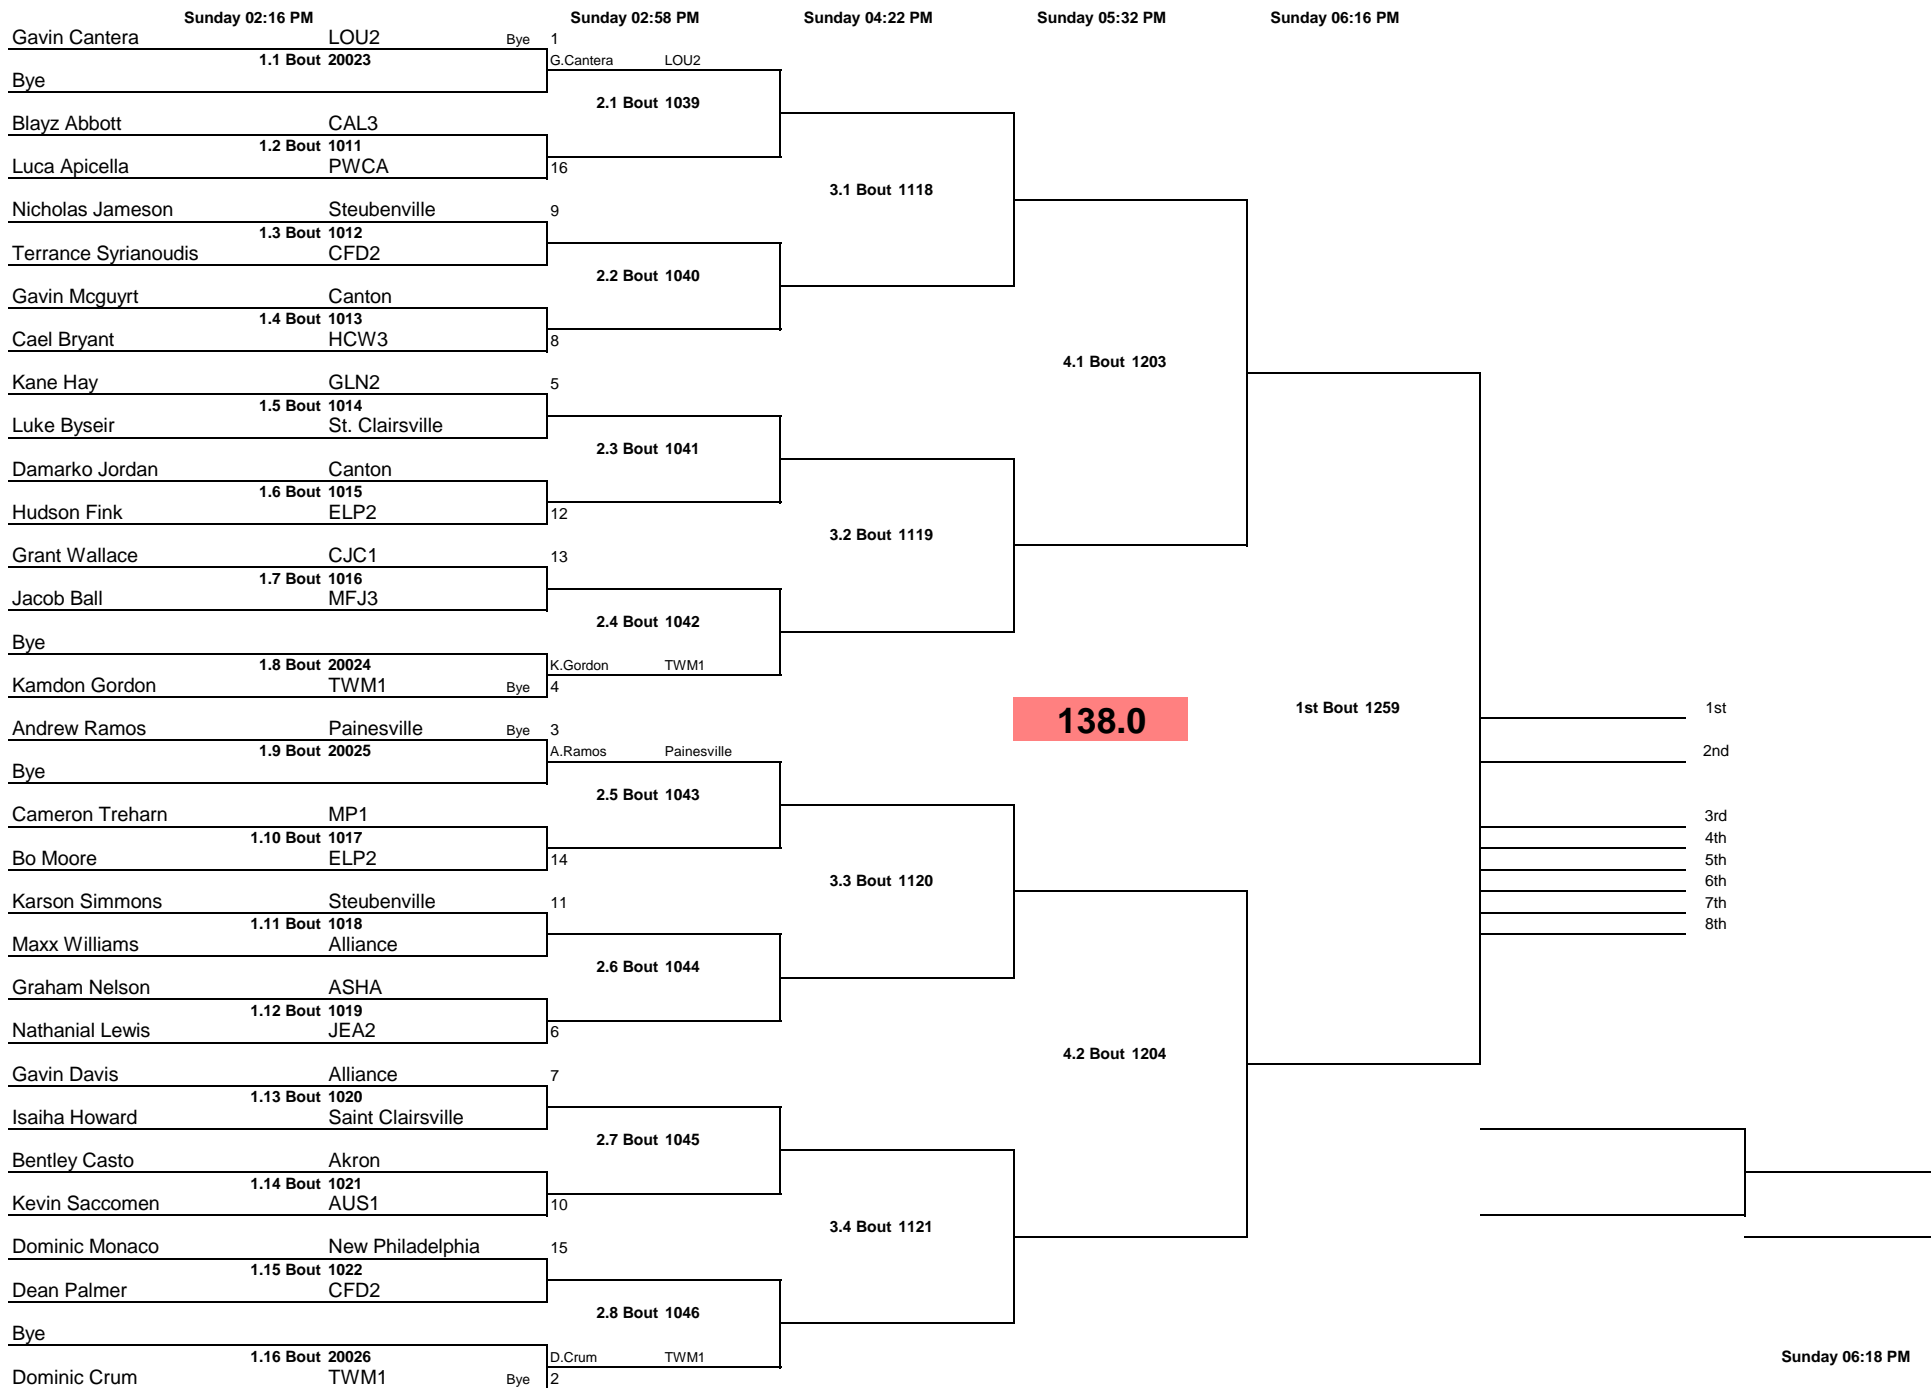 Sunday 02:16 PM Sunday 02:58 PM Sunday 04:22 PM Sunday 05:32 PM Sunday 06:16 PM
Gavin Cantera LOU2 Bye 1
1.1 Bout 20023 G.Cantera LOU2
Bye
2.1 Bout 1039
Blayz Abbott CAL3
1.2 Bout 1011
Luca Apicella PWCA 16
3.1 Bout 1118
Nicholas Jameson Steubenville 9
1.3 Bout 1012
Terrance Syrianoudis CFD2
2.2 Bout 1040
Gavin Mcguyrt Canton
1.4 Bout 1013
Cael Bryant HCW3 8
4.1 Bout 1203
Kane Hay GLN2 5
1.5 Bout 1014
Luke Byseir St. Clairsville
2.3 Bout 1041
Damarko Jordan Canton
1.6 Bout 1015
Hudson Fink ELP2 12
3.2 Bout 1119
Grant Wallace CJC1 13
1.7 Bout 1016
Jacob Ball MFJ3
2.4 Bout 1042
Bye
1.8 Bout 20024 K.Gordon TWM1
Kamdon Gordon TWM1 Bye 4
138.0 1st Bout 1259 1st
Andrew Ramos Painesville Bye 3
1.9 Bout 20025 A.Ramos Painesville 2nd
Bye
2.5 Bout 1043
Cameron Treharn MP1 3rd
1.10 Bout 1017 4th
Bo Moore ELP2 14 5th
3.3 Bout 1120 6th
Karson Simmons Steubenville 11 7th
1.11 Bout 1018 8th
Maxx Williams Alliance
2.6 Bout 1044
Graham Nelson ASHA
1.12 Bout 1019
Nathanial Lewis JEA2 6
4.2 Bout 1204
Gavin Davis Alliance 7
1.13 Bout 1020
Isaiha Howard Saint Clairsville
2.7 Bout 1045
Bentley Casto Akron
1.14 Bout 1021
Kevin Saccomen AUS1 10
3.4 Bout 1121
Dominic Monaco New Philadelphia 15
1.15 Bout 1022
Dean Palmer CFD2
2.8 Bout 1046
Bye
1.16 Bout 20026 D.Crum TWM1 Sunday 06:18 PM
Dominic Crum TWM1 Bye 2